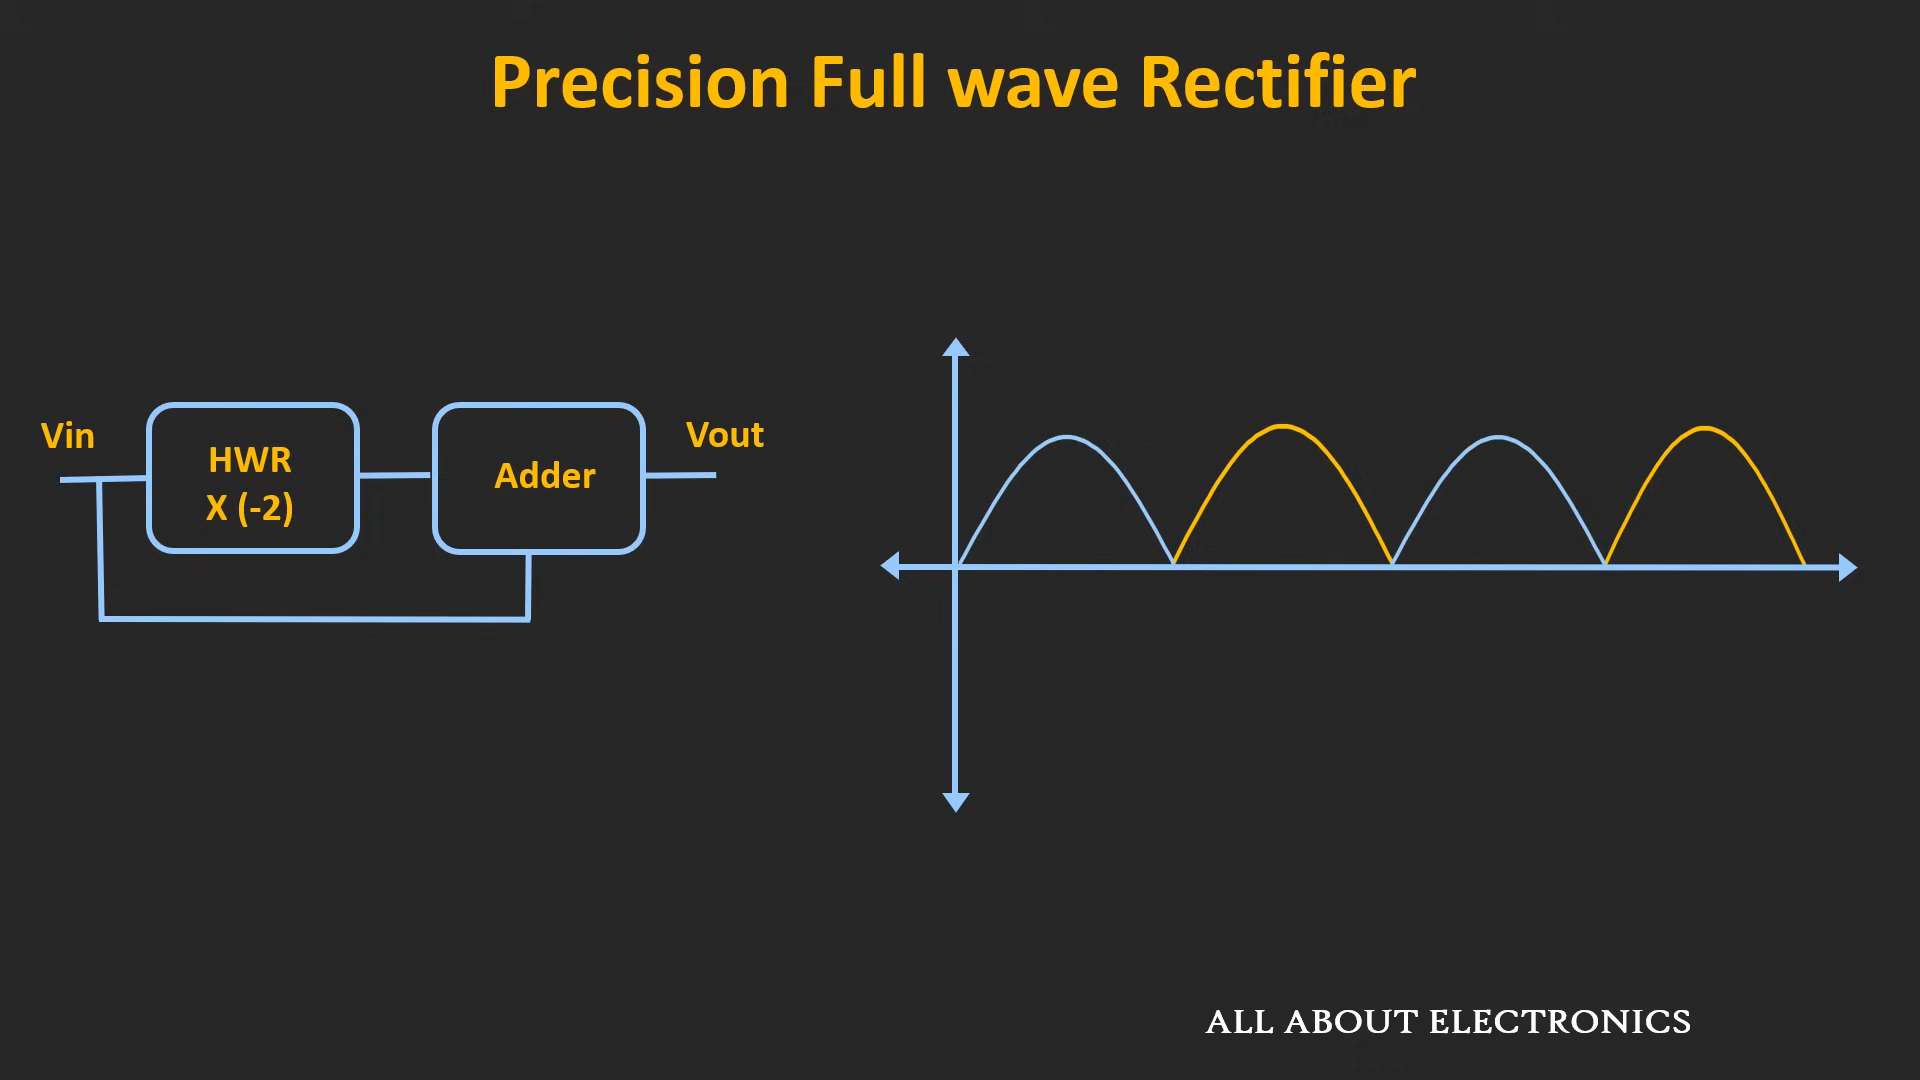 Precision Full wave Rectifier
Vin
HWR
X (-2)
Adder
Vout
ALL ABOUT ELECTRONICS